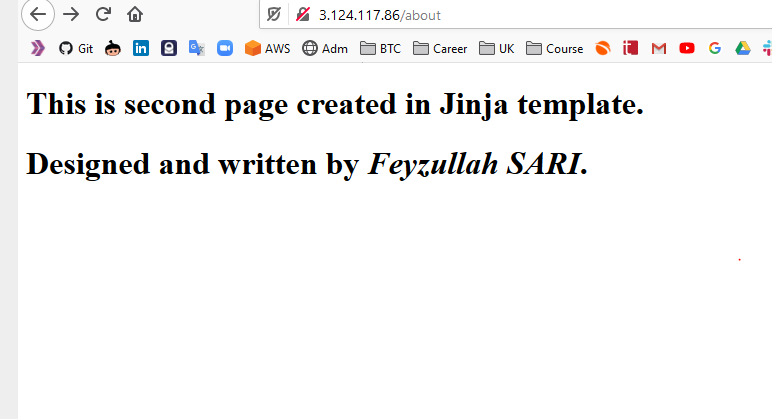 3.124.117.86/about
Git AWS Adm BTC Career UK Course
This is second page created in Jinja template.
Designed and written by Feyzullah SARI.